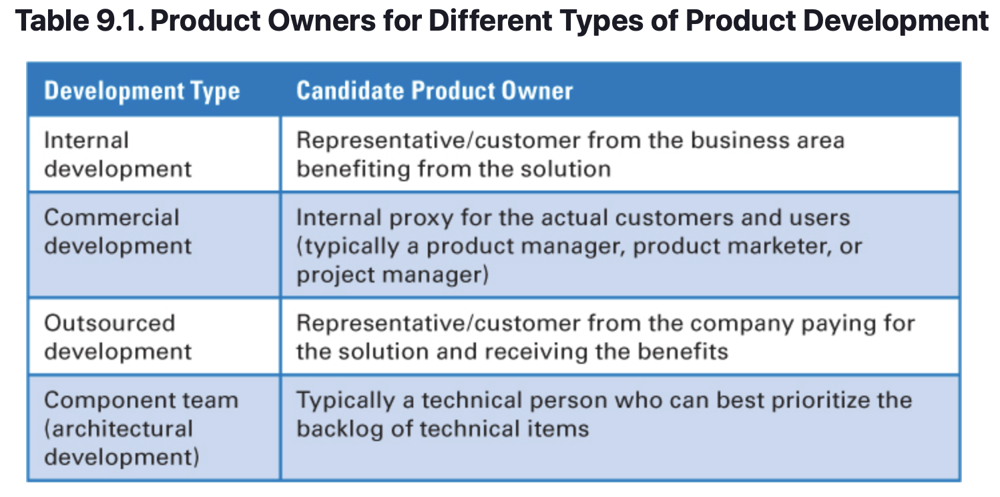 Table 9.1. Product Owners for Different Types of Product Development
Development Type
Candidate Product Owner
Internal
development
Representative/customer from the business area
benefiting from the solution
Commercial
development
Internal proxy for the actual customers and users
(typically a product manager, product marketer, or
project manager)
Outsourced
development
Representative/customer from the company paying for
the solution and receiving the benefits
Component team
(architectural
development)
Typically a technical person who can best prioritize the
backlog of technical items